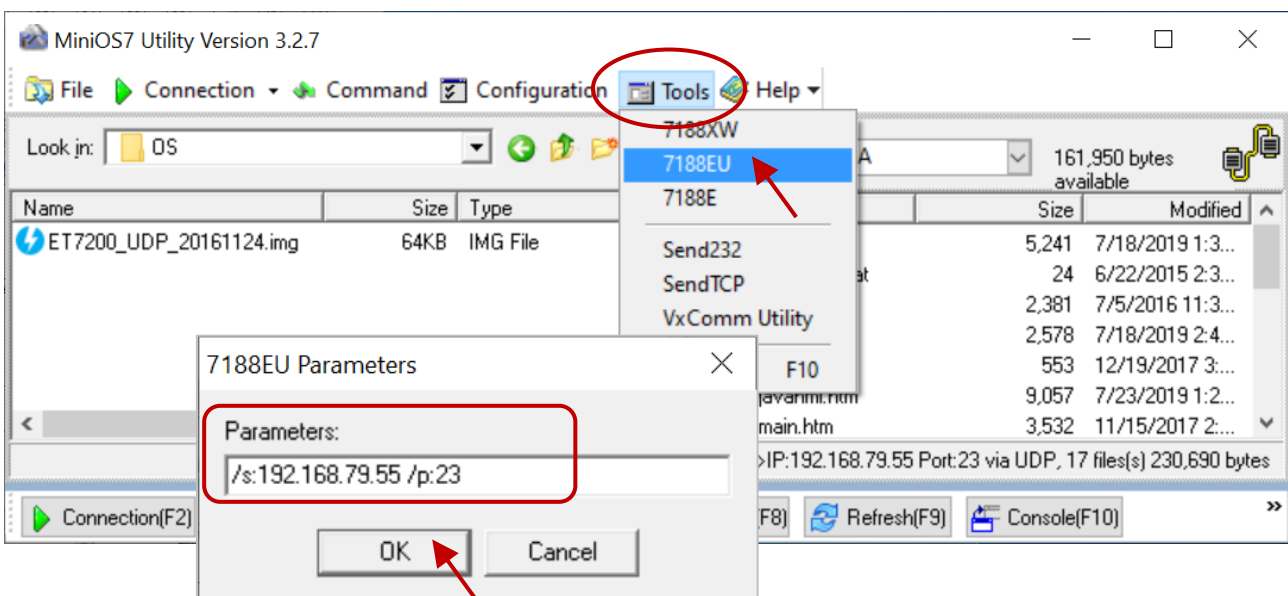 MiniOS7 Utility Version 3.2.7
File Connection Command Configuration Tools Help
Look in: OS
7188XW
7188EU
7188E
Send232
SendTCP
VxComm Utility
F10
A
161,950 bytes
available
Name Size Type
ET7200_UDP_20161124.img 64KB IMG File
Size Modified
5,241 7/18/2019 1:3...
at 24 6/22/2015 2:3...
2,381 7/5/2016 11:3...
2,578 7/18/2019 2:4...
553 12/19/2017 3:...
9,057 7/23/2019 1:2...
main.htm 3,532 11/15/2017 2:...
>IP:192.168.79.55 Port:23 via UDP, 17 files(s) 230,690 bytes
7188EU Parameters
Parameters:
/s:192.168.79.55 /p:23
OK Cancel
Connection(F2) F8) Refresh(F9) Console(F10) »